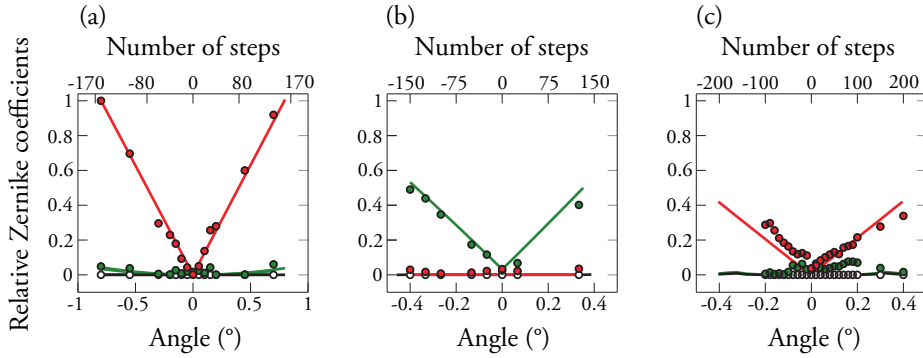 (a) (b) (c)
Number of steps Number of steps Number of steps
-170 -80 0 80 170 -150 -75 0 75 150 -200 -100 0 100 200
Relative Zernike coefficients
1 1 1
0.8 0.8 0.8
0.6 0.6 0.6
0.4 0.4 0.4
0.2 0.2 0.2
0 0 0
-1 -0.5 0 0.5 1 -0.4 -0.2 0 0.2 0.4 -0.4 -0.2 0 0.2 0.4
Angle (°) Angle (°) Angle (°)